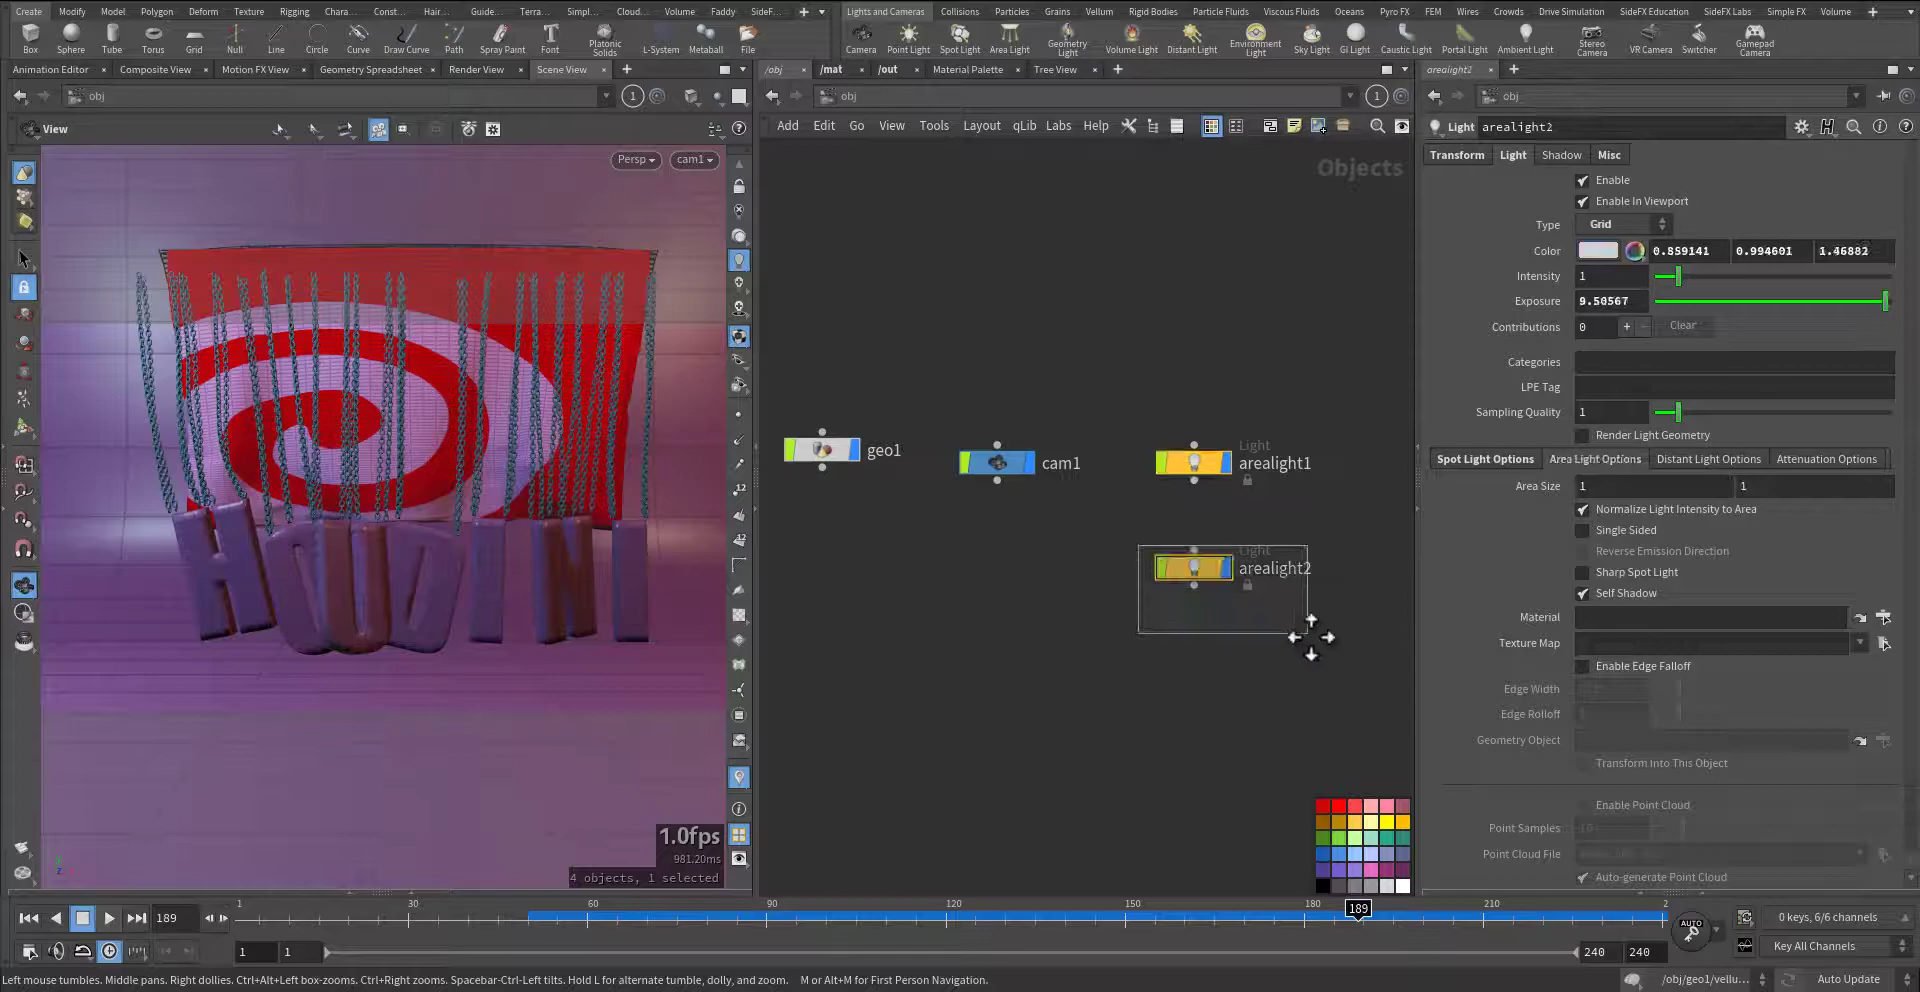 Create Modify Model Polygon Deform Texture Rigging Chara... Const... Hair... Guide... Terra... Simpl... Cloud... Volume Faddy SideF...
Lights and Cameras Collisions Particles Grains Vellum Rigid Bodies Particle Fluids Viscous Fluids Oceans Pyro FX FEM Wires Crowds Drive Simulation SideFX Education SideFX Labs Simple FX Volume
Box Sphere Tube Torus Grid Null Line Circle Curve Draw Curve Path Spray Paint Font Platonic Solids L-System Metaball File
Camera Point Light Spot Light Area Light Geometry Light Volume Light Distant Light Environment Light Sky Light GI Light Caustic Light Portal Light Ambient Light Stereo Camera VR Camera Switcher Gamepad Camera
Animation Editor Composite View Motion FX View Geometry Spreadsheet Render View Scene View
/obj /mat /out Material Palette Tree View
arealight2
obj 1
obj 1
obj
View
Add Edit Go View Tools Layout qLib Labs Help
Light arealight2
Persp cam1
Objects
Transform Light Shadow Misc
Enable
Enable In Viewport
Type Grid
Color 0.859141 0.994601 1.46882
Intensity 1
Exposure 9.50567
Contributions 0 Clear
Categories
LPE Tag
Sampling Quality 1
Render Light Geometry
Spot Light Options Area Light Options Distant Light Options Attenuation Options
Area Size 1 1
Normalize Light Intensity to Area
Single Sided
Reverse Emission Direction
Sharp Spot Light
Self Shadow
Material
Texture Map
Enable Edge Falloff
Edge Width
Edge Rolloff
Geometry Object
Transform Into This Object
Enable Point Cloud
Point Samples
Point Cloud File
Auto-generate Point Cloud
geo1
cam1
Light
arealight1
Light
arealight2
HOUDINI
12
12
1.0fps
981.20ms
4 objects, 1 selected
189
1 30 60 90 120 150 180 189 210 2
AUTO
0 keys, 6/6 channels
1 1 240 240
Key All Channels
Left mouse tumbles. Middle pans. Right dollies. Ctrl+Alt+Left box-zooms. Ctrl+Right zooms. Spacebar-Ctrl-Left tilts. Hold L for alternate tumble, dolly, and zoom. M or Alt+M for First Person Navigation.
/obj/geo1/vellu... Auto Update